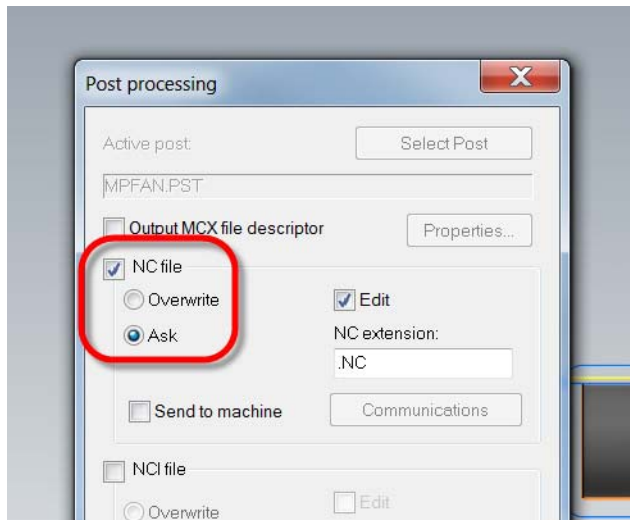 Post processing
Active post: Select Post
MPFAN.PST
Output MCX file descriptor Properties...
NC file
Overwrite Edit
Ask NC extension:
.NC
Send to machine Communications
NCI file
Overwrite Edit